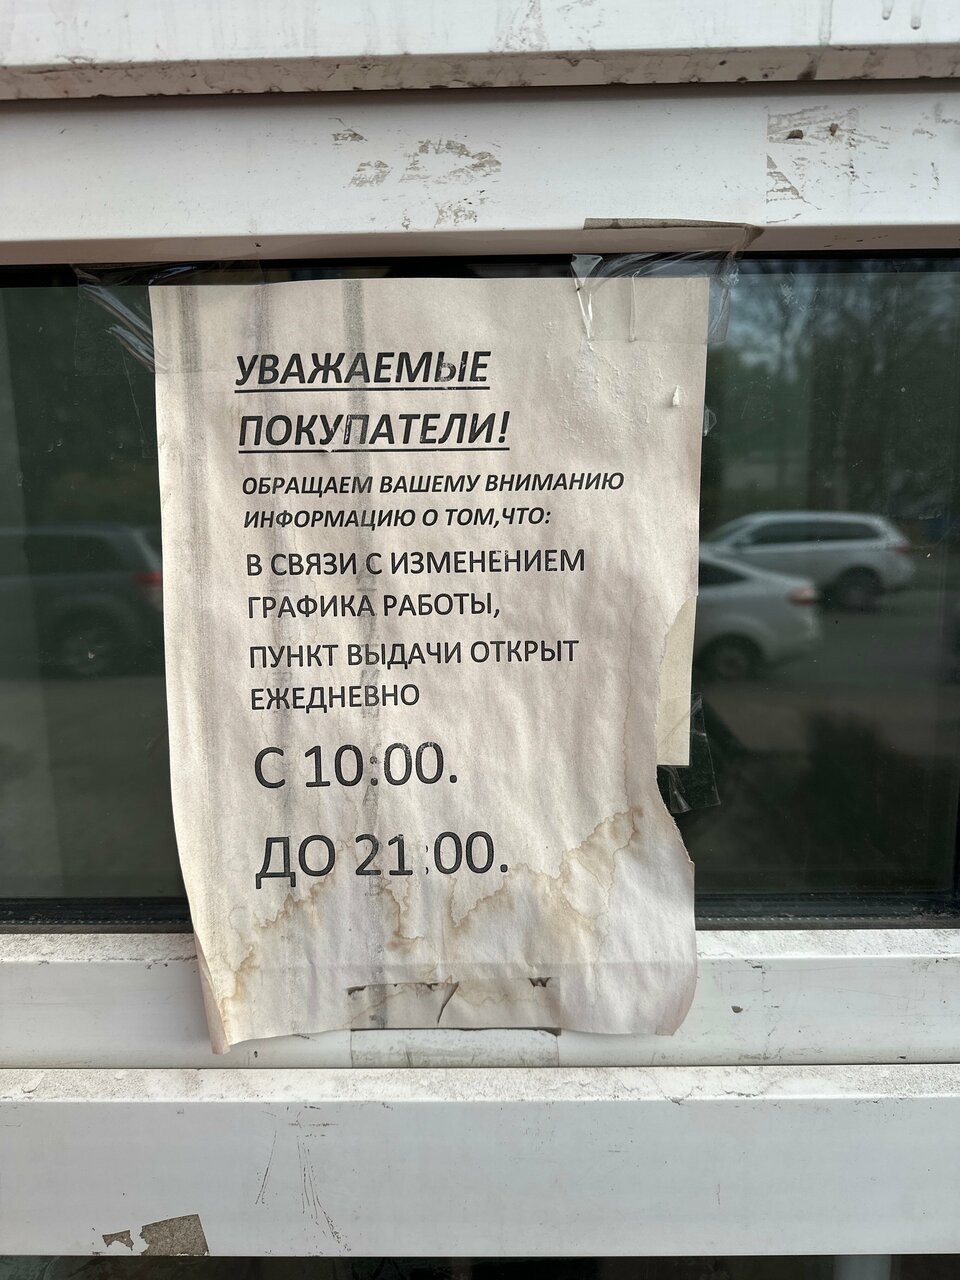 УВАЖАЕМЫЕ
ПОКУПАТЕЛИ!
ОБРАЩАЕМ ВАШЕМУ ВНИМАНИЮ
ИНФОРМАЦИЮ О ТОМ,ЧТО:
В СВЯЗИ С ИЗМЕНЕНИЕМ
ГРАФИКА РАБОТЫ,
ПУНКТ ВЫДАЧИ ОТКРЫТ
ЕЖЕДНЕВНО
С 10:00.
ДО 21:00.